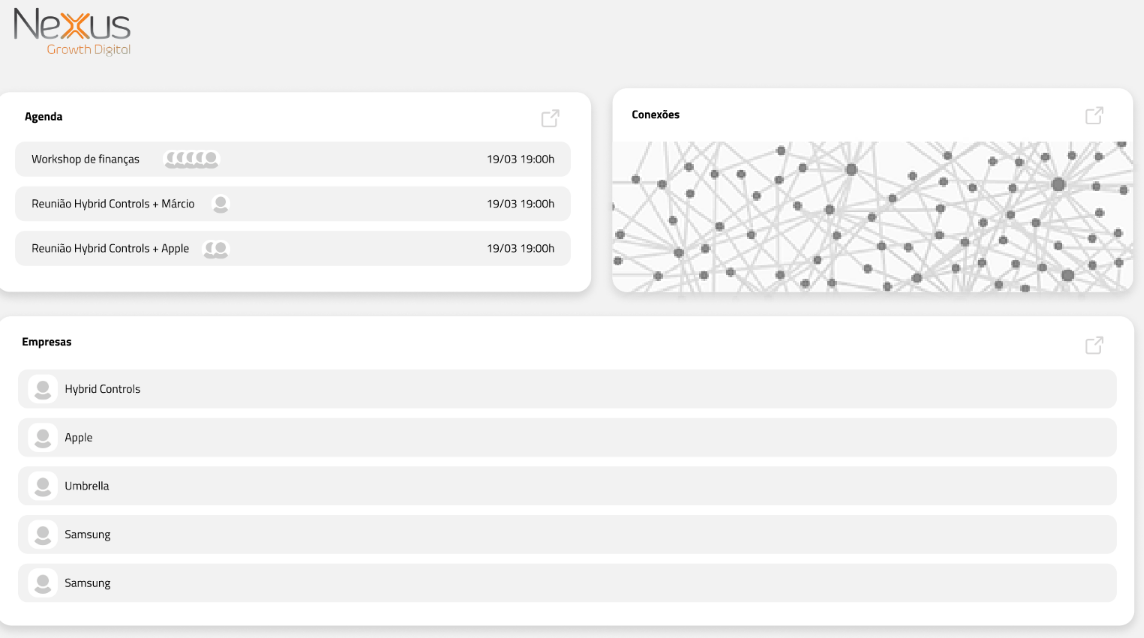 Nexus
Growth Digital
Agenda
Workshop de finanças 19/03 19:00h
Reunião Hybrid Controls + Márcio 19/03 19:00h
Reunião Hybrid Controls + Apple 19/03 19:00h
Conexões
Empresas
Hybrid Controls
Apple
Umbrella
Samsung
Samsung